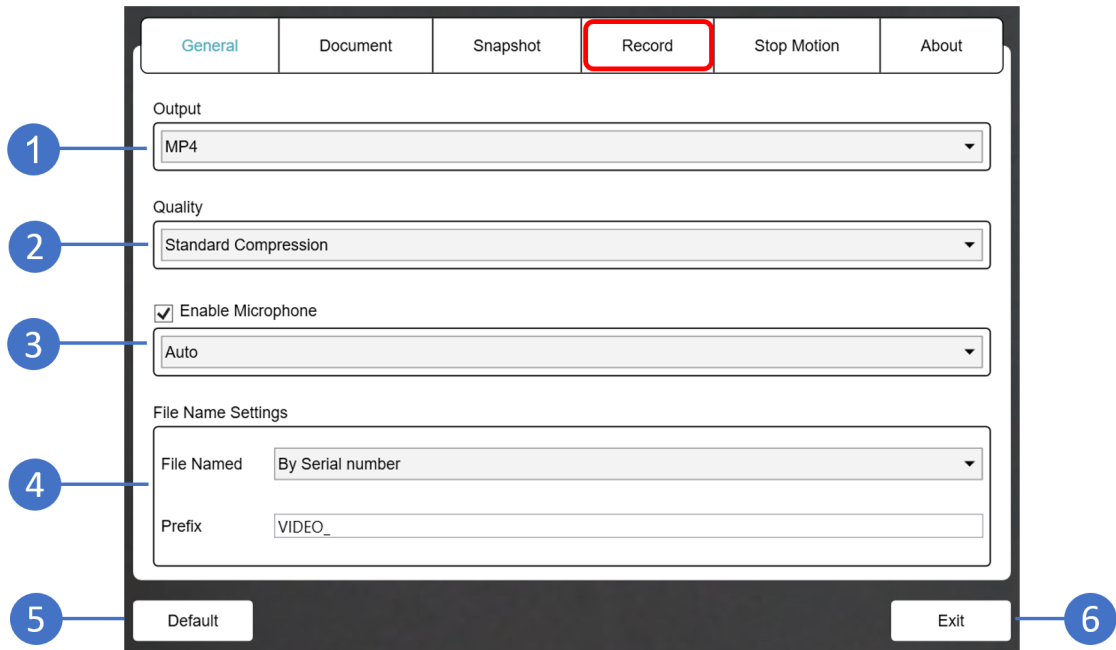 General Document Snapshot Record Stop Motion About
Output
1 MP4
Quality
2 Standard Compression
Enable Microphone
3 Auto
File Name Settings
File Named By Serial number
4
Prefix VIDEO_
5 Default Exit 6